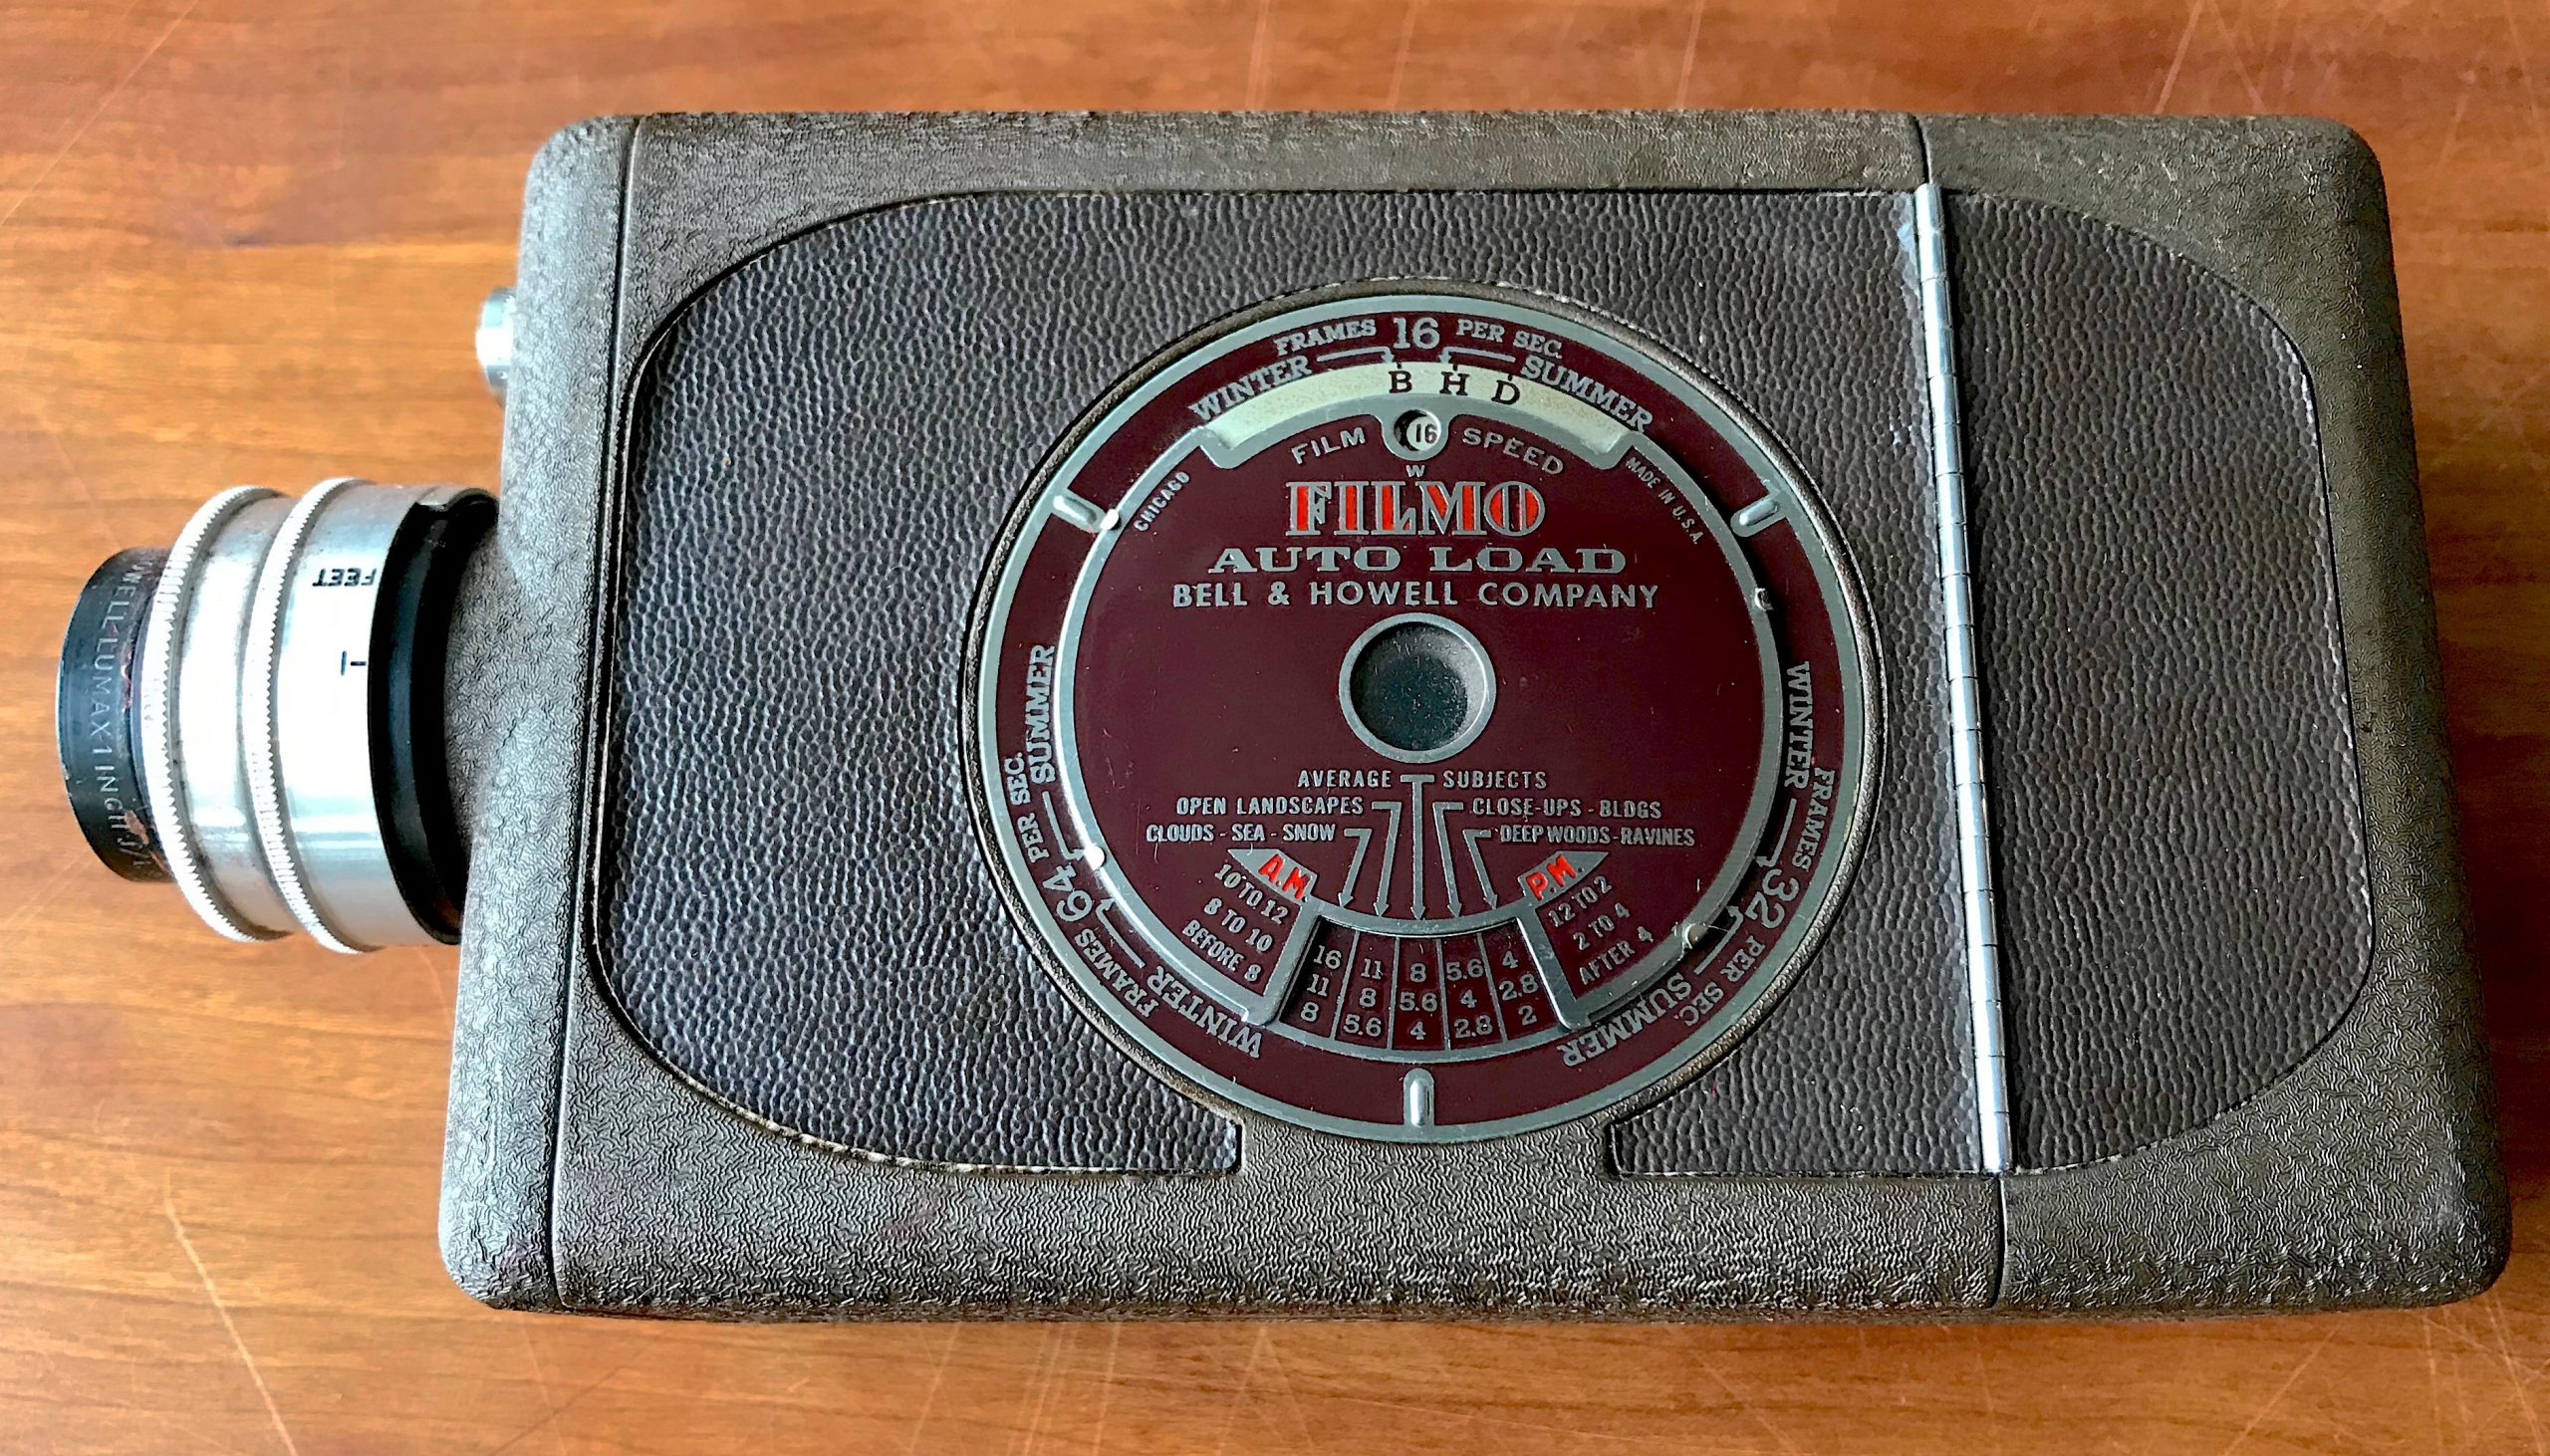 FRAMES 16 PER SEC.
WINTER SUMMER
B H D
FILM 16 SPEED
W
CHICAGO
MADE IN U.S.A.
FILMO
AUTO LOAD
BELL & HOWELL COMPANY
AVERAGE SUBJECTS
OPEN LANDSCAPES CLOSE-UPS - BLDGS
CLOUDS - SEA - SNOW DEEP WOODS - RAVINES
A.M. P.M.
10 TO 12 12 TO 2
8 TO 10 2 TO 4
BEFORE 8 AFTER 4
16 11 8 5.6 4
11 8 5.6 4 2.8
8 5.6 4 2.8 2
WINTER SUMMER
FRAMES 32 PER SEC.
WINTER SUMMER
FRAMES 64 PER SEC.
FEET
LUMAX 1 INCH